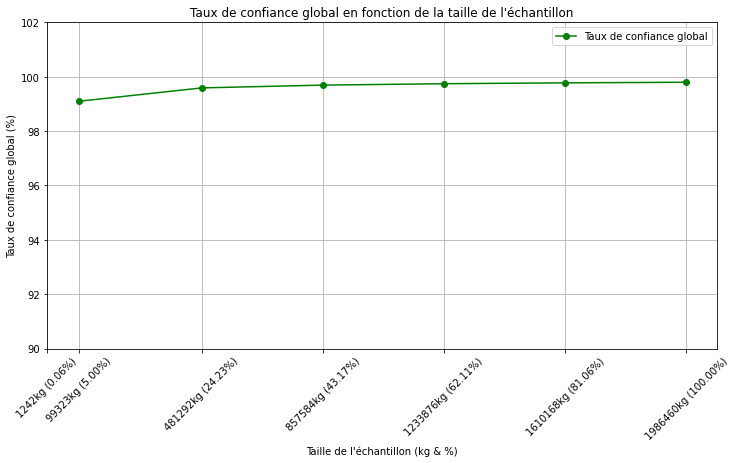 Taux de confiance global en fonction de la taille de l'échantillon
Taux de confiance global
Taux de confiance global (%)
102
100
98
96
94
92
90
1242kg (0.06%)
99323kg (5.00%)
481292kg (24.23%)
857584kg (43.17%)
1233876kg (62.11%)
1610168kg (81.06%)
1986460kg (100.00%)
Taille de l'échantillon (kg & %)